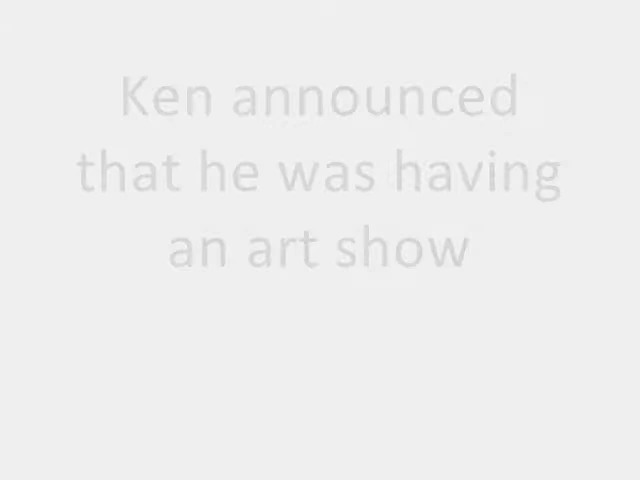 Ken announced
that he was having
an art show